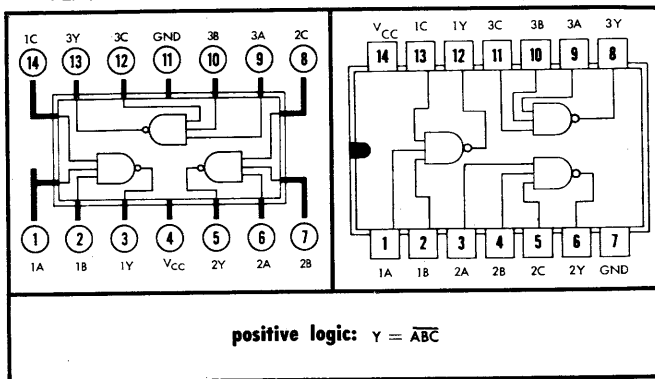 1C 3Y 3C GND 3B 3A 2C
14 13 12 11 10 9 8
1 2 3 4 5 6 7
1A 1B 1Y VCC 2Y 2A 2B
VCC 1C 1Y 3C 3B 3A 3Y
14 13 12 11 10 9 8
1 2 3 4 5 6 7
1A 1B 2A 2B 2C 2Y GND
positive logic: Y = \overline{ABC}